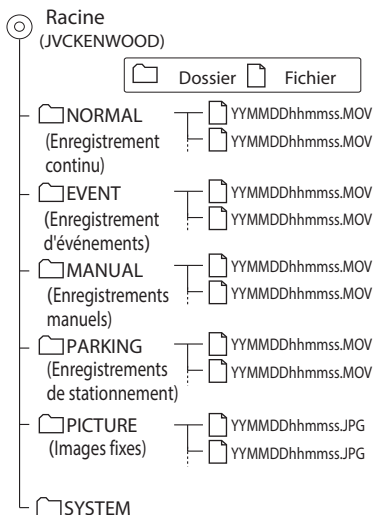 Racine
(JVCKENWOOD)
Dossier Fichier
NORMAL YYMMDDhhmmss.MOV
(Enregistrement YYMMDDhhmmss.MOV
continu)
EVENT YYMMDDhhmmss.MOV
(Enregistrement YYMMDDhhmmss.MOV
d'événements)
MANUAL YYMMDDhhmmss.MOV
(Enregistrements YYMMDDhhmmss.MOV
manuels)
PARKING YYMMDDhhmmss.MOV
(Enregistrements YYMMDDhhmmss.MOV
de stationnement)
PICTURE YYMMDDhhmmss.JPG
(Images fixes) YYMMDDhhmmss.JPG
SYSTEM